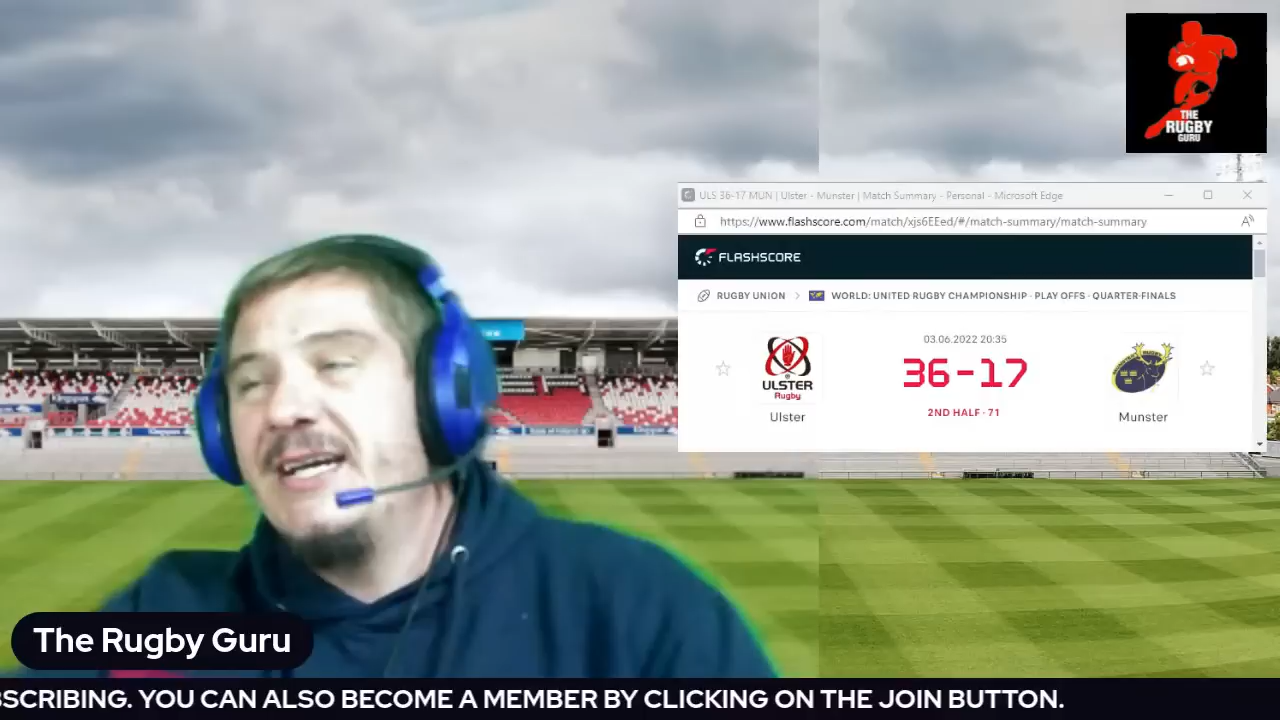 THE
RUGBY
GURU
ULS 36-17 MUN | Ulster - Munster | Match Summary - Personal - Microsoft Edge
https://www.flashscore.com/match/xjs6EEed/#/match-summary/match-summary
FLASHSCORE
RUGBY UNION > WORLD: UNITED RUGBY CHAMPIONSHIP - PLAY OFFS - QUARTER-FINALS
03.06.2022 20:35
36-17
2ND HALF - 71
ULSTER
Rugby
Ulster
Munster
Kingspan
The Rugby Guru
BSCRIBING. YOU CAN ALSO BECOME A MEMBER BY CLICKING ON THE JOIN BUTTON.